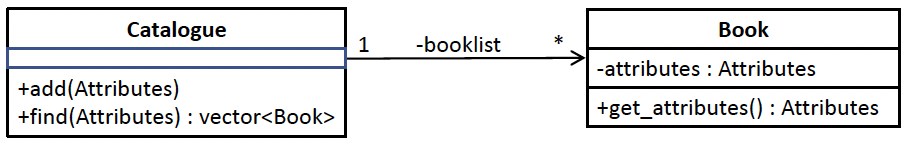 Catalogue
+add(Attributes)
+find(Attributes) : vector<Book>
1 -booklist *
Book
-attributes : Attributes
+get_attributes() : Attributes